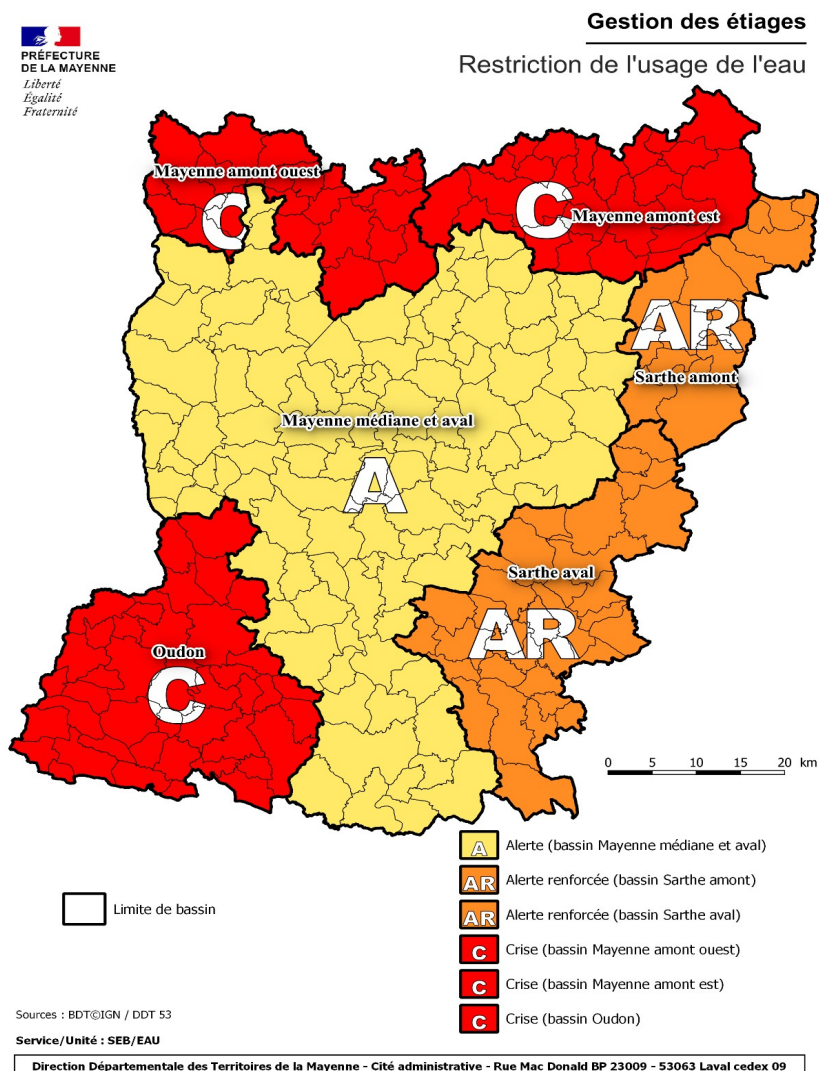 Gestion des étiages
Restriction de l'usage de l'eau
PRÉFECTURE
DE LA MAYENNE
Liberté
Égalité
Fraternité
Mayenne amont ouest
C
C
Mayenne amont est
AR
Sarthe amont
Mayenne médiane et aval
A
Sarthe aval
AR
Oudon
C
0 5 10 15 20 km
A Alerte (bassin Mayenne médiane et aval)
AR Alerte renforcée (bassin Sarthe amont)
AR Alerte renforcée (bassin Sarthe aval)
C Crise (bassin Mayenne amont ouest)
C Crise (bassin Mayenne amont est)
C Crise (bassin Oudon)
Limite de bassin
Sources : BDT©IGN / DDT 53
Service/Unité : SEB/EAU
Direction Départementale des Territoires de la Mayenne - Cité administrative - Rue Mac Donald BP 23009 - 53063 Laval cedex 09